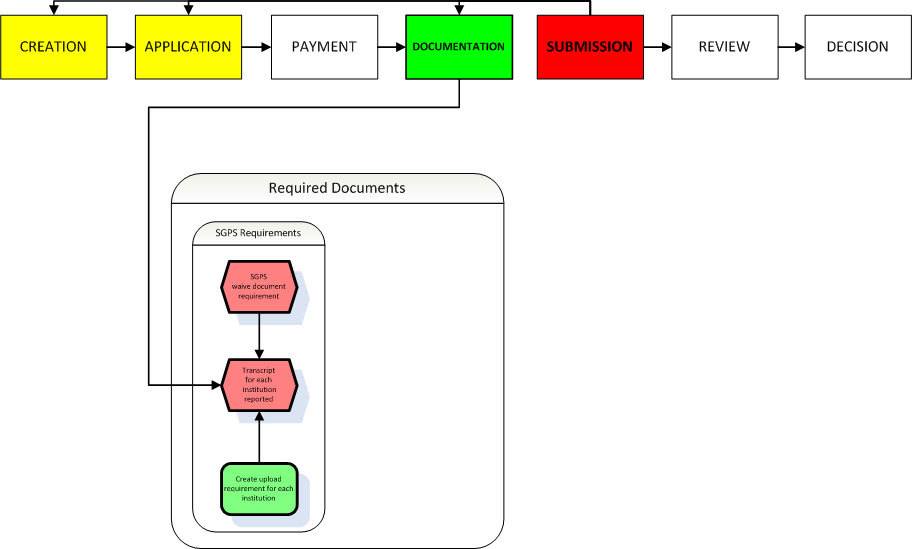 CREATION
APPLICATION
PAYMENT
DOCUMENTATION
SUBMISSION
REVIEW
DECISION
Required Documents
SGPS Requirements
SGPS
waive document
requirement
Transcript
for each
institution
reported
Create upload
requirement for each
institution